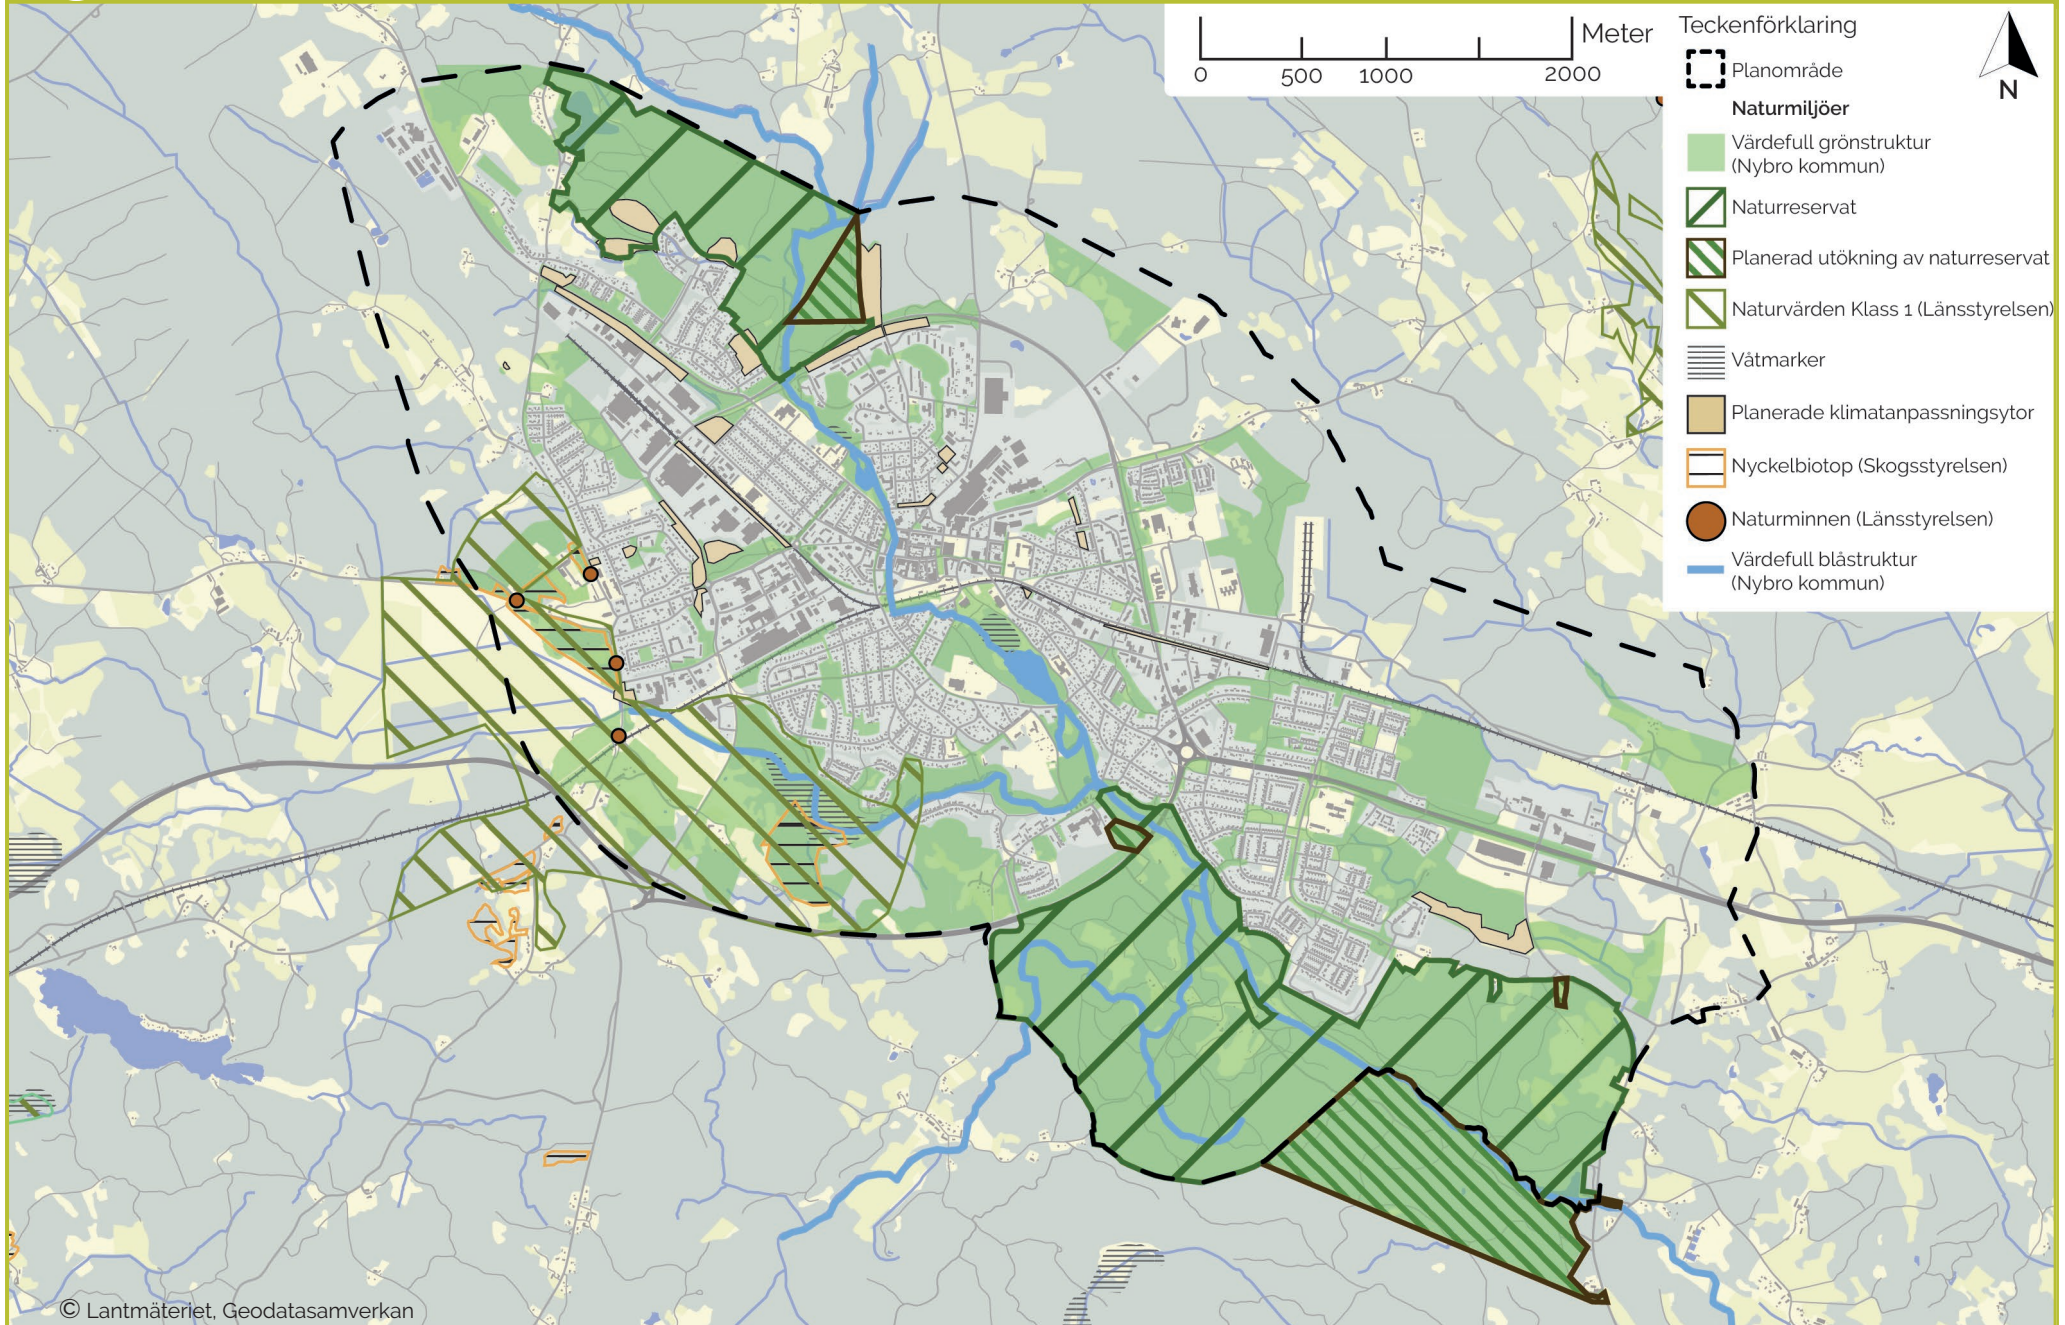 Meter
0 500 1000 2000
Teckenförklaring
Planområde
N
Naturmiljöer
Värdefull grönstruktur
(Nybro kommun)
Naturreservat
Planerad utökning av naturreservat
Naturvärden Klass 1 (Länsstyrelsen)
Våtmarker
Planerade klimatanpassningsytor
Nyckelbiotop (Skogsstyrelsen)
Naturminnen (Länsstyrelsen)
Värdefull blåstruktur
(Nybro kommun)
© Lantmäteriet, Geodatasamverkan